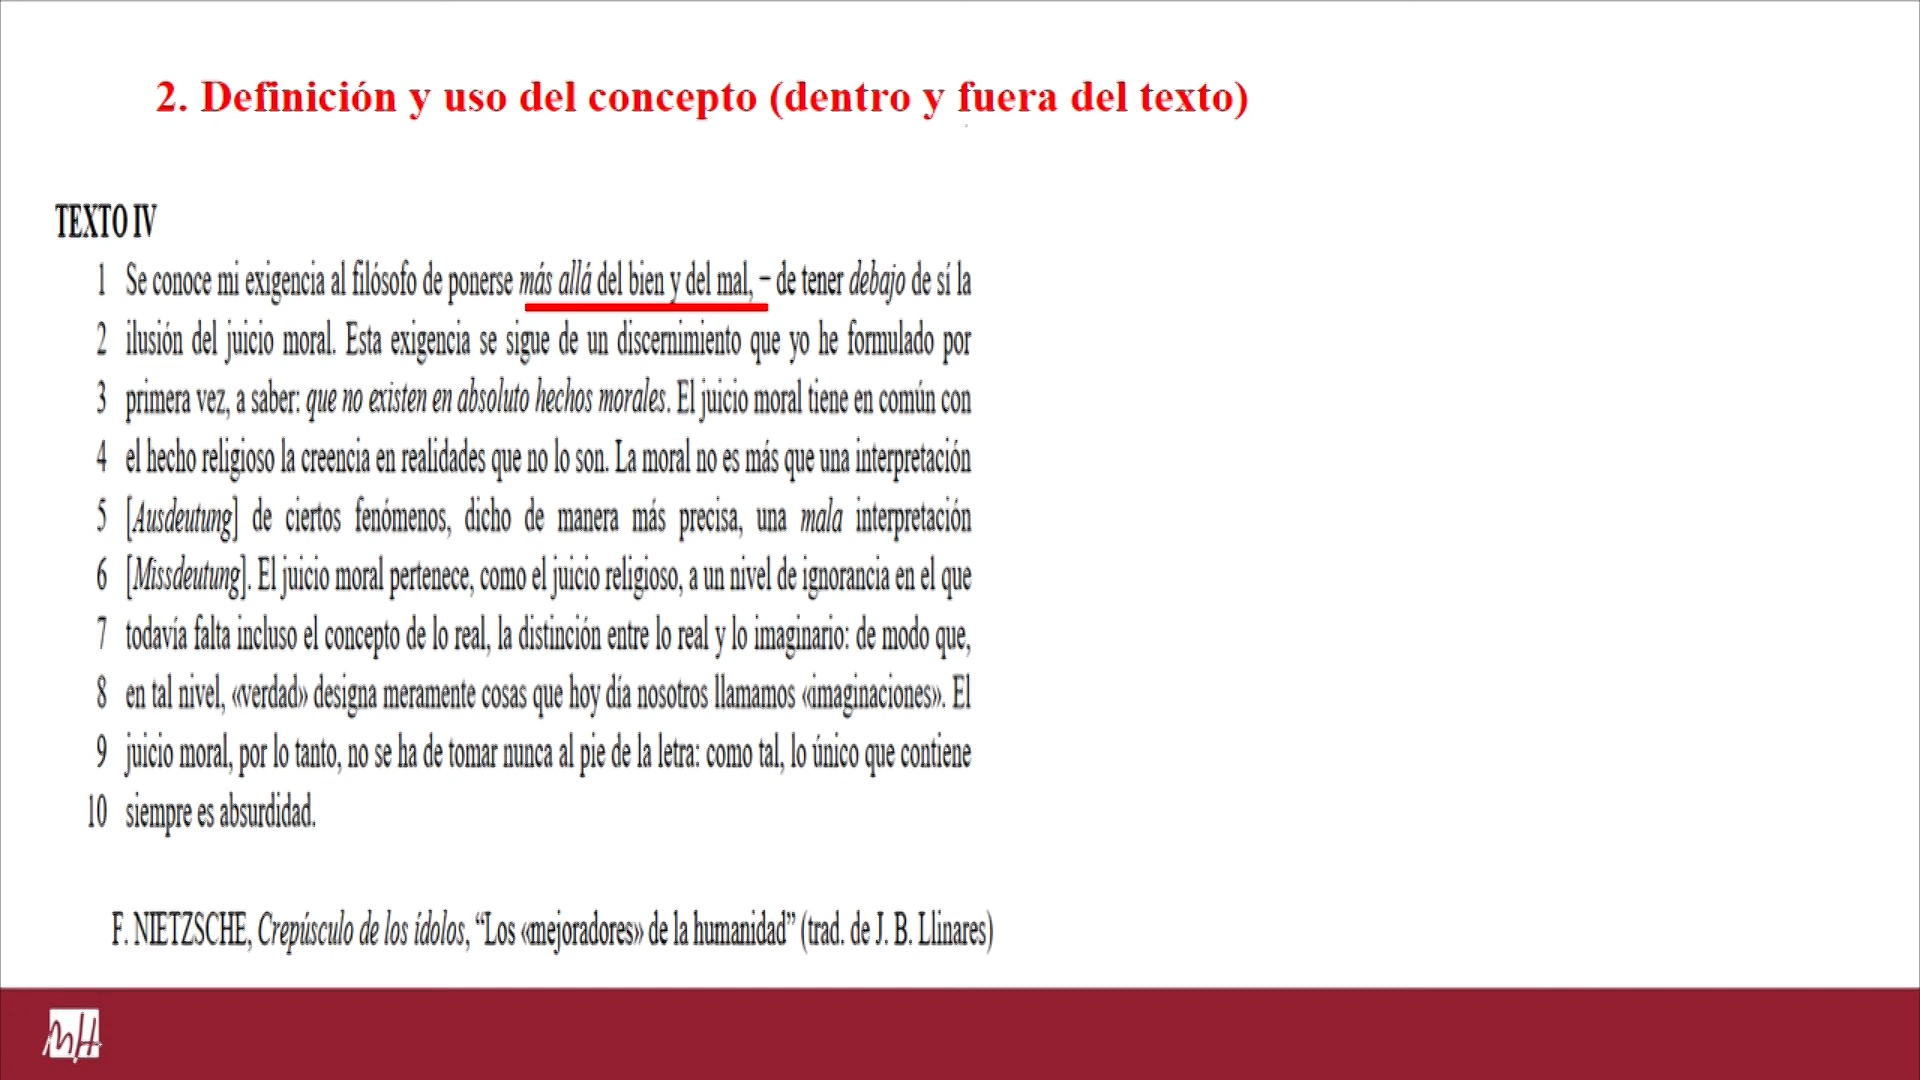 2. Definición y uso del concepto (dentro y fuera del texto)
TEXTO IV
1 Se conoce mi exigencia al filósofo de ponerse más allá del bien y del mal, – de tener debajo de sí la
2 ilusión del juicio moral. Esta exigencia se sigue de un discernimiento que yo he formulado por
3 primera vez, a saber: que no existen en absoluto hechos morales. El juicio moral tiene en común con
4 el hecho religioso la creencia en realidades que no lo son. La moral no es más que una interpretación
5 [Ausdeutung] de ciertos fenómenos, dicho de manera más precisa, una mala interpretación
6 [Missdeutung]. El juicio moral pertenece, como el juicio religioso, a un nivel de ignorancia en el que
7 todavía falta incluso el concepto de lo real, la distinción entre lo real y lo imaginario: de modo que,
8 en tal nivel, «verdad» designa meramente cosas que hoy día nosotros llamamos «imaginaciones». El
9 juicio moral, por lo tanto, no se ha de tomar nunca al pie de la letra: como tal, lo único que contiene
10 siempre es absurdidad.
F. NIETZSCHE, Crepúsculo de los ídolos, “Los «mejoradores» de la humanidad” (trad. de J. B. Llinares)
MH